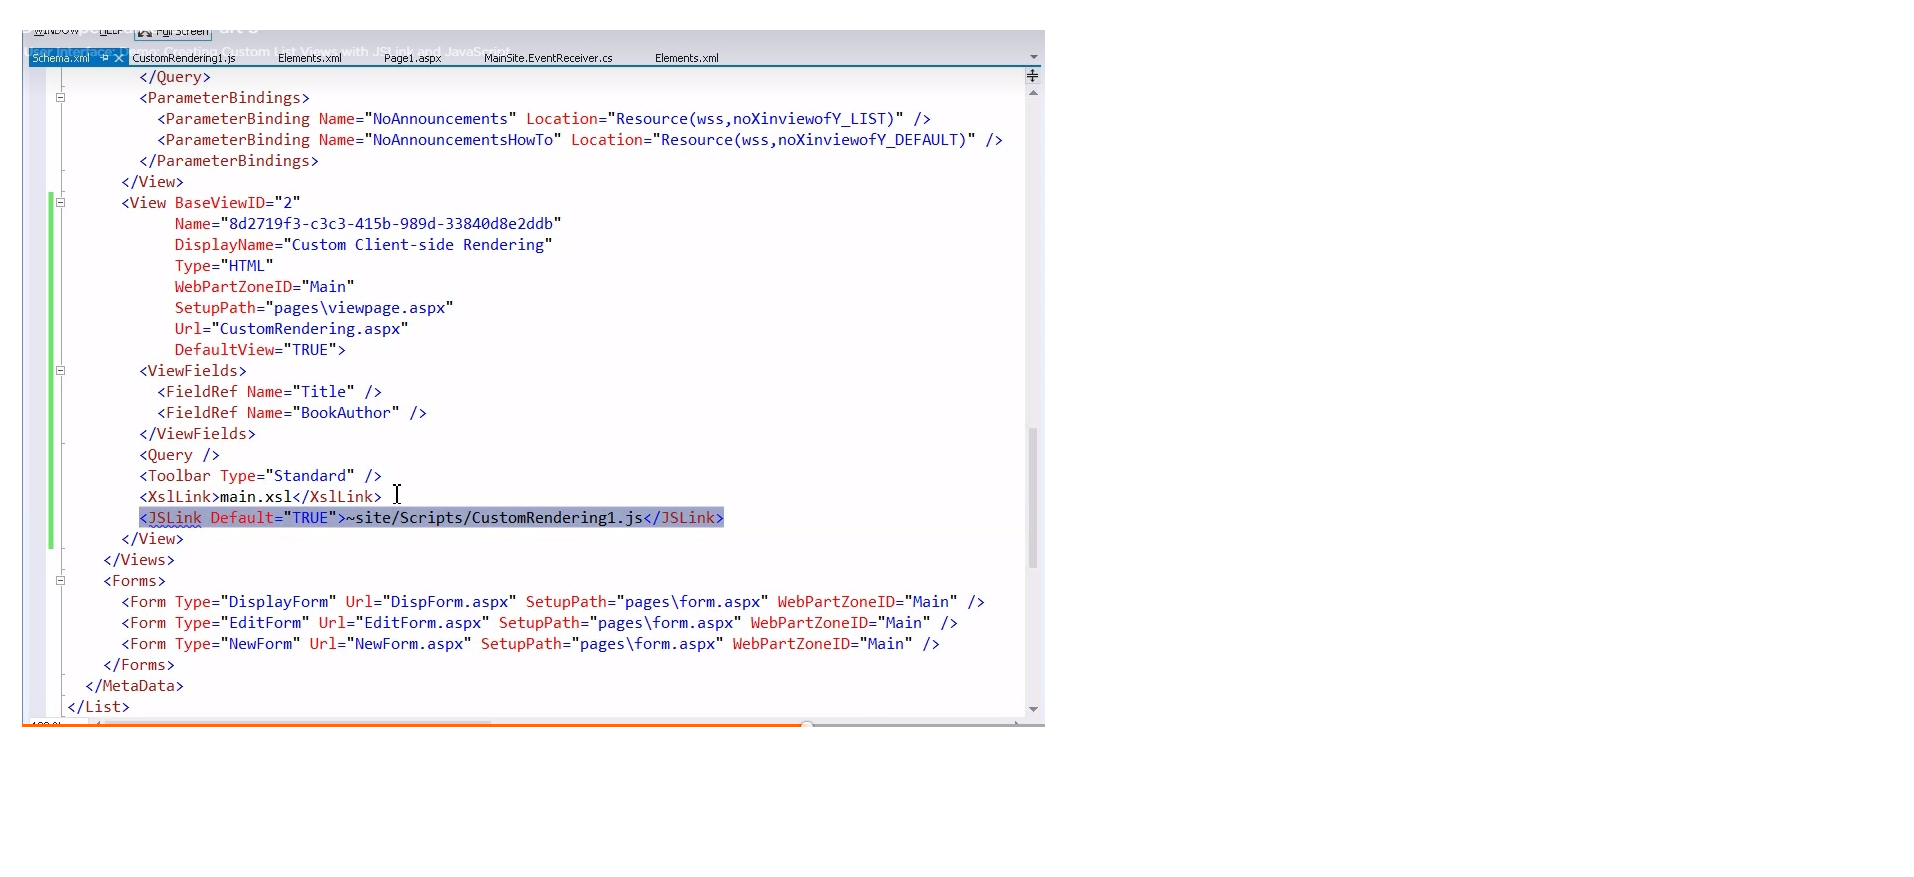 WINDOW HELP Full Screen
User Interface: Demo: Creating Custom List Views with JSLink and JavaScript
Schema.xml CustomRendering1.js Elements.xml Page1.aspx MainSite.EventReceiver.cs Elements.xml
</Query>
<ParameterBindings>
<ParameterBinding Name="NoAnnouncements" Location="Resource(wss,noXinviewofY_LIST)" />
<ParameterBinding Name="NoAnnouncementsHowTo" Location="Resource(wss,noXinviewofY_DEFAULT)" />
</ParameterBindings>
</View>
<View BaseViewID="2"
Name="8d2719f3-c3c3-415b-989d-33840d8e2ddb"
DisplayName="Custom Client-side Rendering"
Type="HTML"
WebPartZoneID="Main"
SetupPath="pages\viewpage.aspx"
Url="CustomRendering.aspx"
DefaultView="TRUE">
<ViewFields>
<FieldRef Name="Title" />
<FieldRef Name="BookAuthor" />
</ViewFields>
<Query />
<Toolbar Type="Standard" />
<XslLink>main.xsl</XslLink>
<JSLink Default="TRUE">~site/Scripts/CustomRendering1.js</JSLink>
</View>
</Views>
<Forms>
<Form Type="DisplayForm" Url="DispForm.aspx" SetupPath="pages\form.aspx" WebPartZoneID="Main" />
<Form Type="EditForm" Url="EditForm.aspx" SetupPath="pages\form.aspx" WebPartZoneID="Main" />
<Form Type="NewForm" Url="NewForm.aspx" SetupPath="pages\form.aspx" WebPartZoneID="Main" />
</Forms>
</MetaData>
</List>